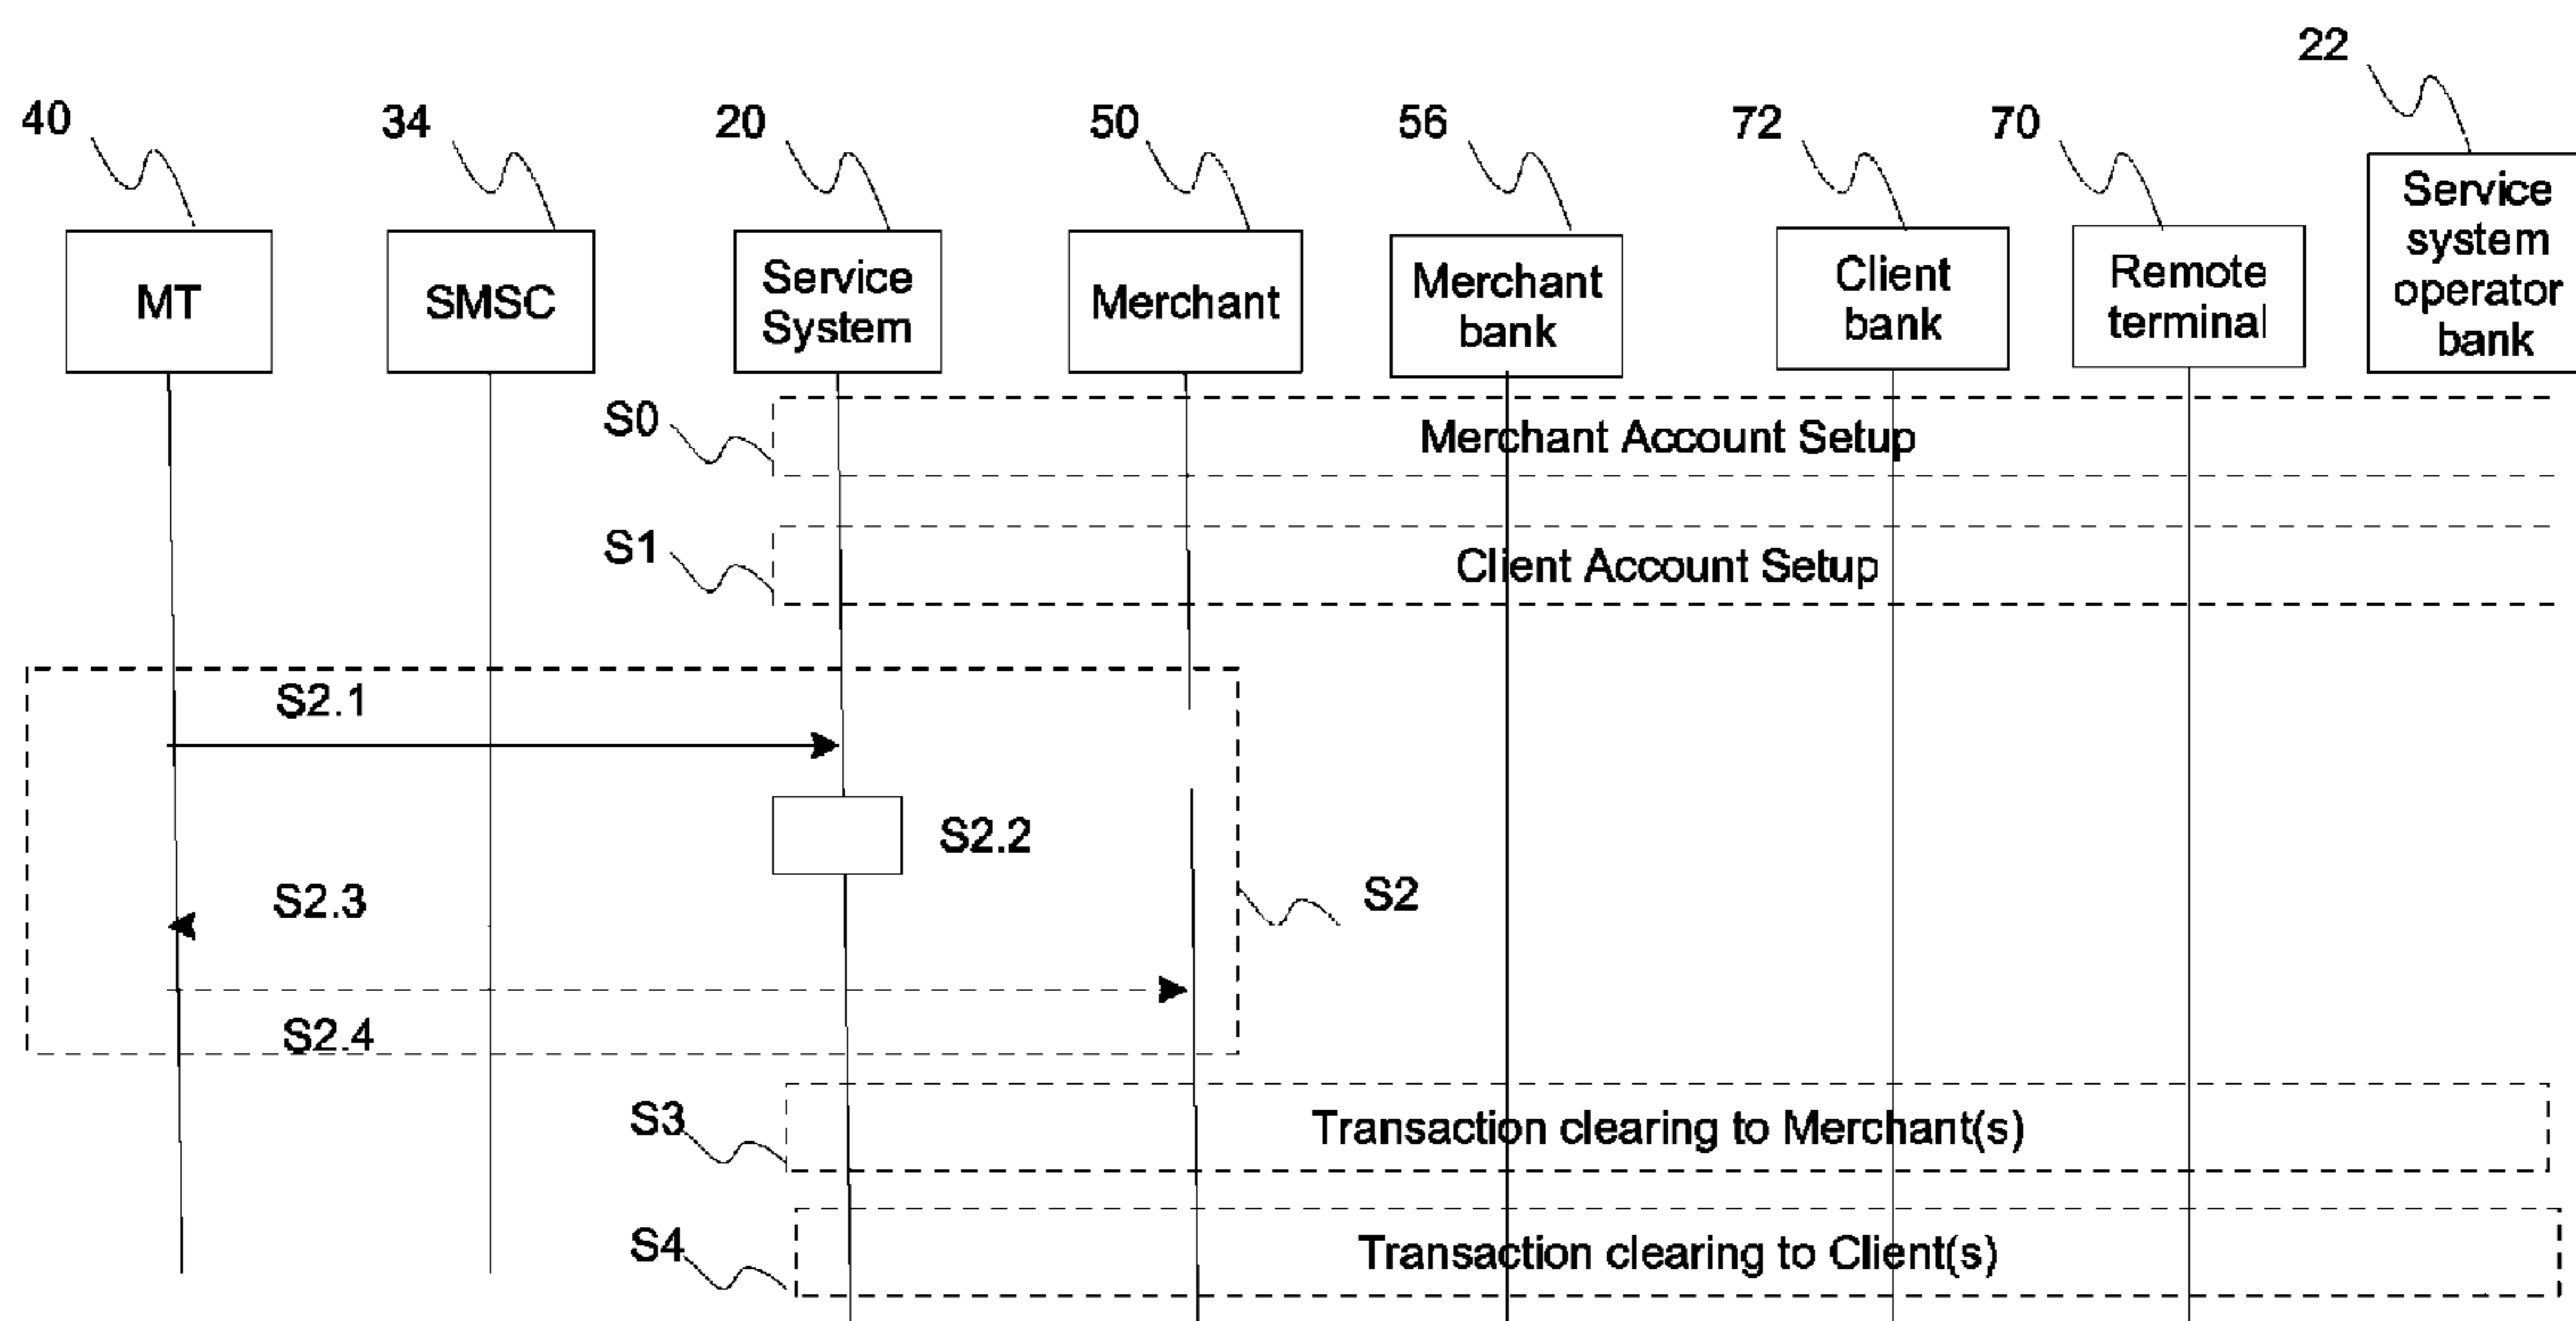 22
40
34
20
50
56
72
70
MT
SMSC
Service
System
Merchant
Merchant
bank
Client
bank
Remote
terminal
Service
system
operator
bank
S0
Merchant Account Setup
S1
Client Account Setup
S2.1
S2.2
S2.3
S2
S2.4
S3
Transaction clearing to Merchant(s)
S4
Transaction clearing to Client(s)